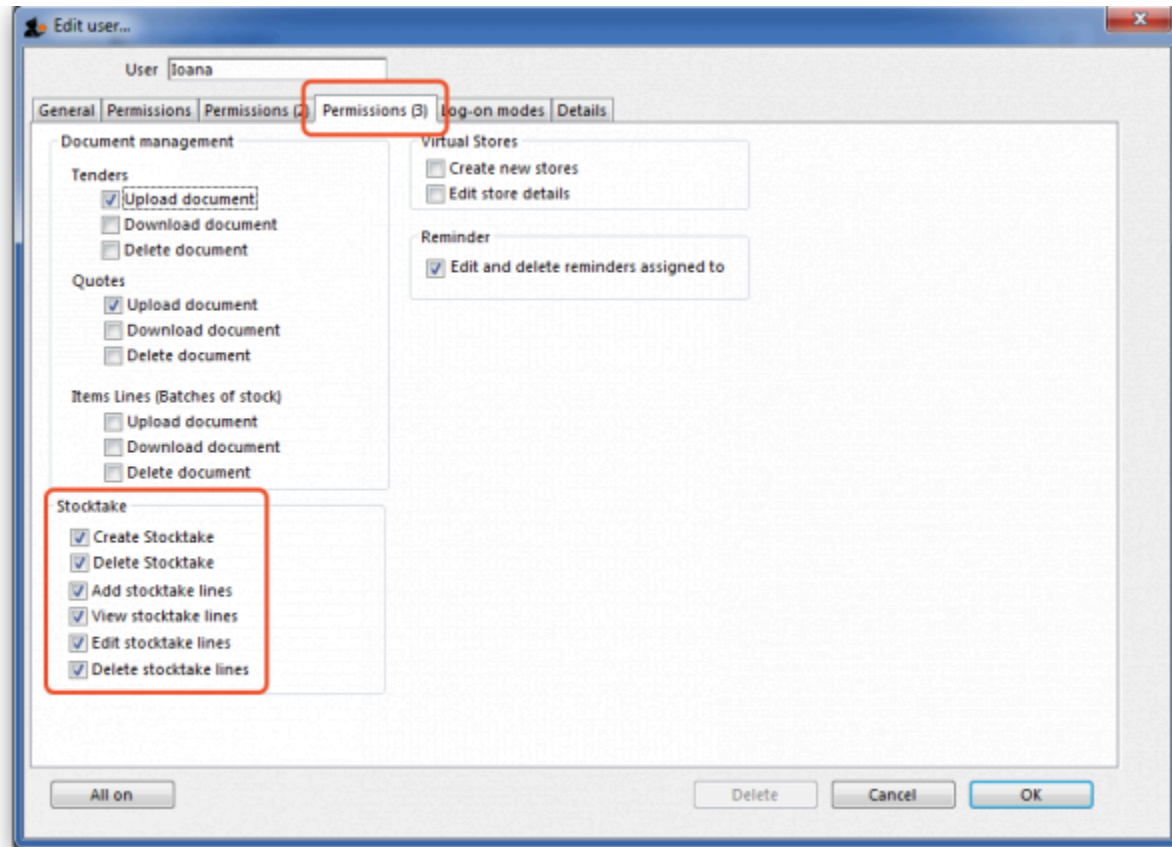 Edit user...
User Ioana
General Permissions Permissions (2) Permissions (3) Log-on modes Details
Document management
Tenders
Upload document
Download document
Delete document
Quotes
Upload document
Download document
Delete document
Items Lines (Batches of stock)
Upload document
Download document
Delete document
Stocktake
Create Stocktake
Delete Stocktake
Add stocktake lines
View stocktake lines
Edit stocktake lines
Delete stocktake lines
Virtual Stores
Create new stores
Edit store details
Reminder
Edit and delete reminders assigned to
All on Delete Cancel OK